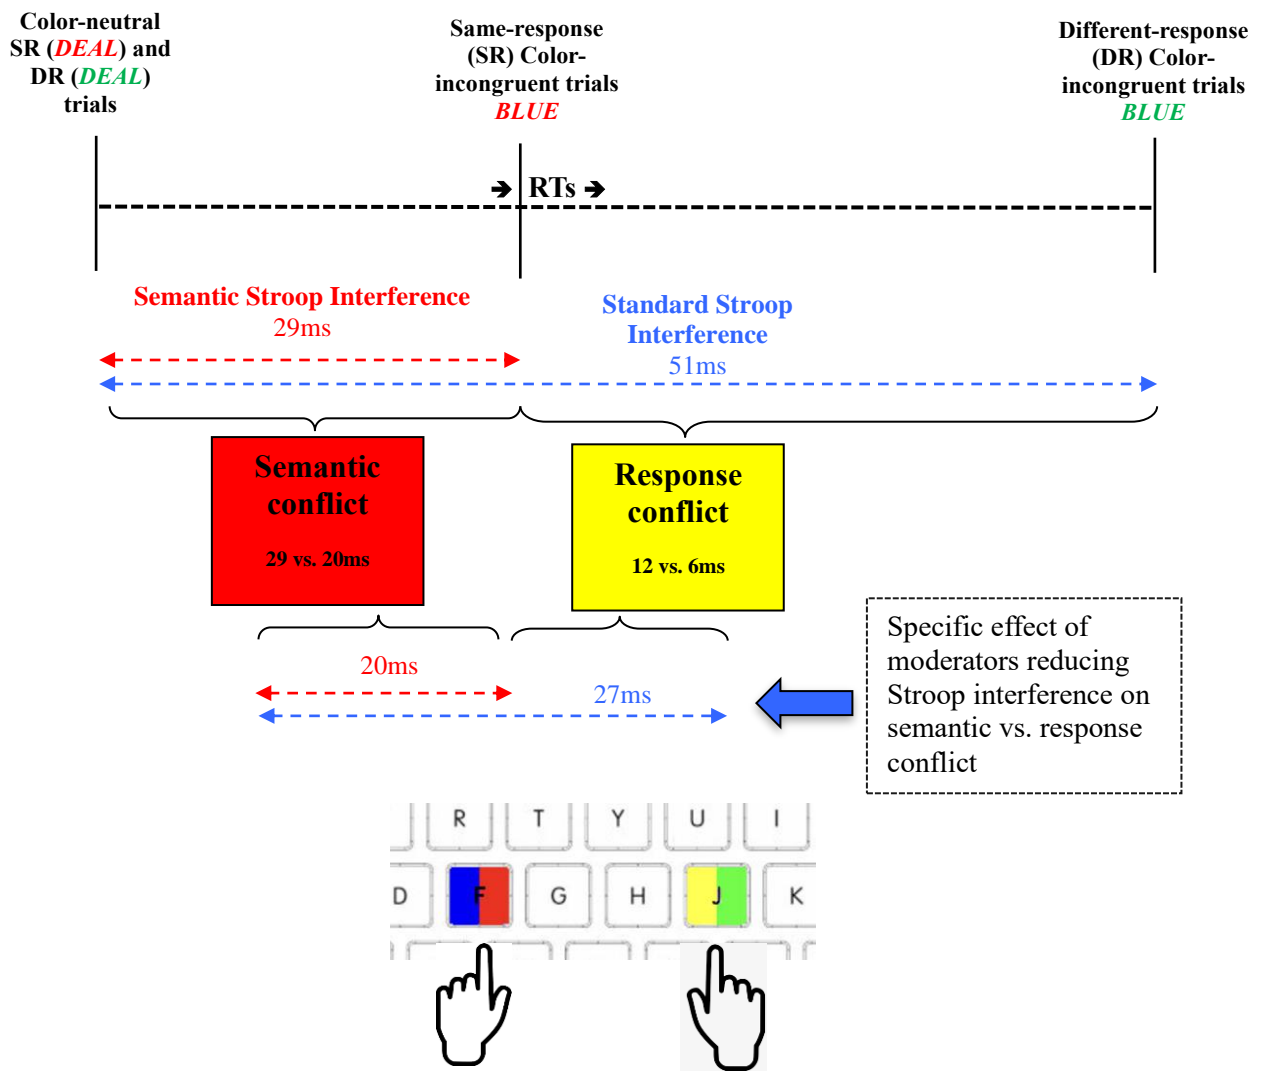 Color-neutral
SR (DEAL) and
DR (DEAL)
trials
Same-response
(SR) Color-
incongruent trials
BLUE
Different-response
(DR) Color-
incongruent trials
BLUE
➔ RTs ➔
Semantic Stroop Interference
29ms
Standard Stroop
Interference
51ms
Semantic
conflict
29 vs. 20ms
Response
conflict
12 vs. 6ms
20ms
27ms
Specific effect of
moderators reducing
Stroop interference on
semantic vs. response
conflict
R T Y U I
D F G H J K